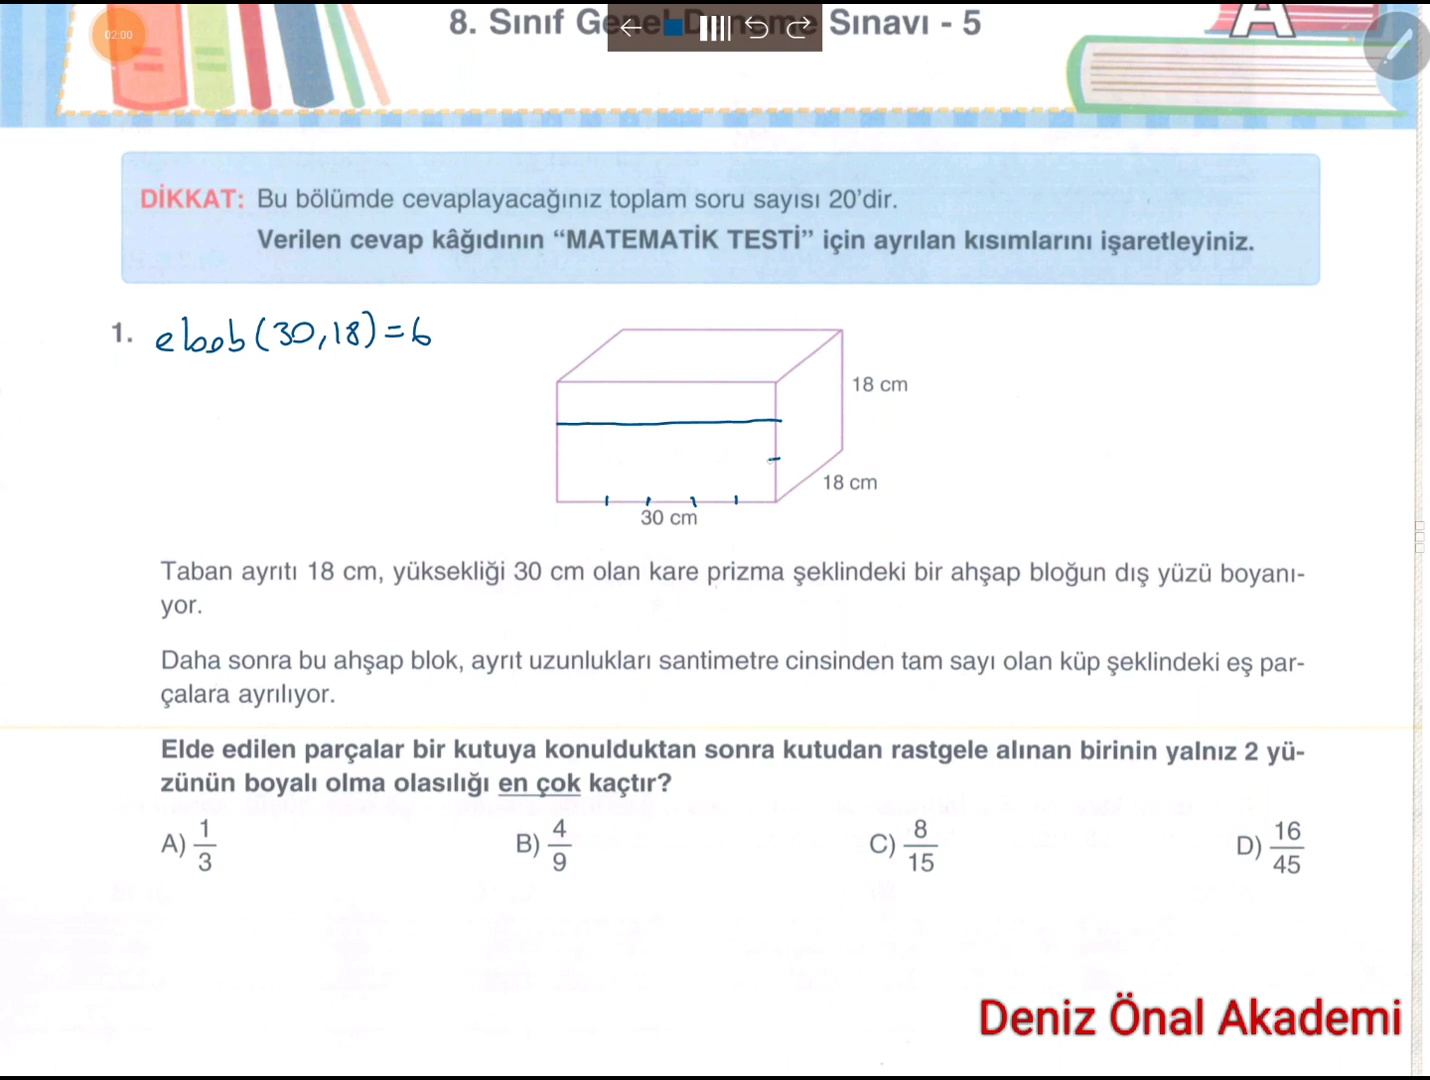 02:00
8. Sınıf Genel Deneme Sınavı - 5
A
DİKKAT: Bu bölümde cevaplayacağınız toplam soru sayısı 20'dir.
Verilen cevap kâğıdının “MATEMATİK TESTİ” için ayrılan kısımlarını işaretleyiniz.
1. ebob(30,18)=6
18 cm
18 cm
30 cm
Taban ayrıtı 18 cm, yüksekliği 30 cm olan kare prizma şeklindeki bir ahşap bloğun dış yüzü boyanı-
yor.
Daha sonra bu ahşap blok, ayrıt uzunlukları santimetre cinsinden tam sayı olan küp şeklindeki eş par-
çalara ayrılıyor.
Elde edilen parçalar bir kutuya konulduktan sonra kutudan rastgele alınan birinin yalnız 2 yü-
zünün boyalı olma olasılığı en çok kaçtır?
A) 1/3 B) 4/9 C) 8/15 D) 16/45
Deniz Önal Akademi